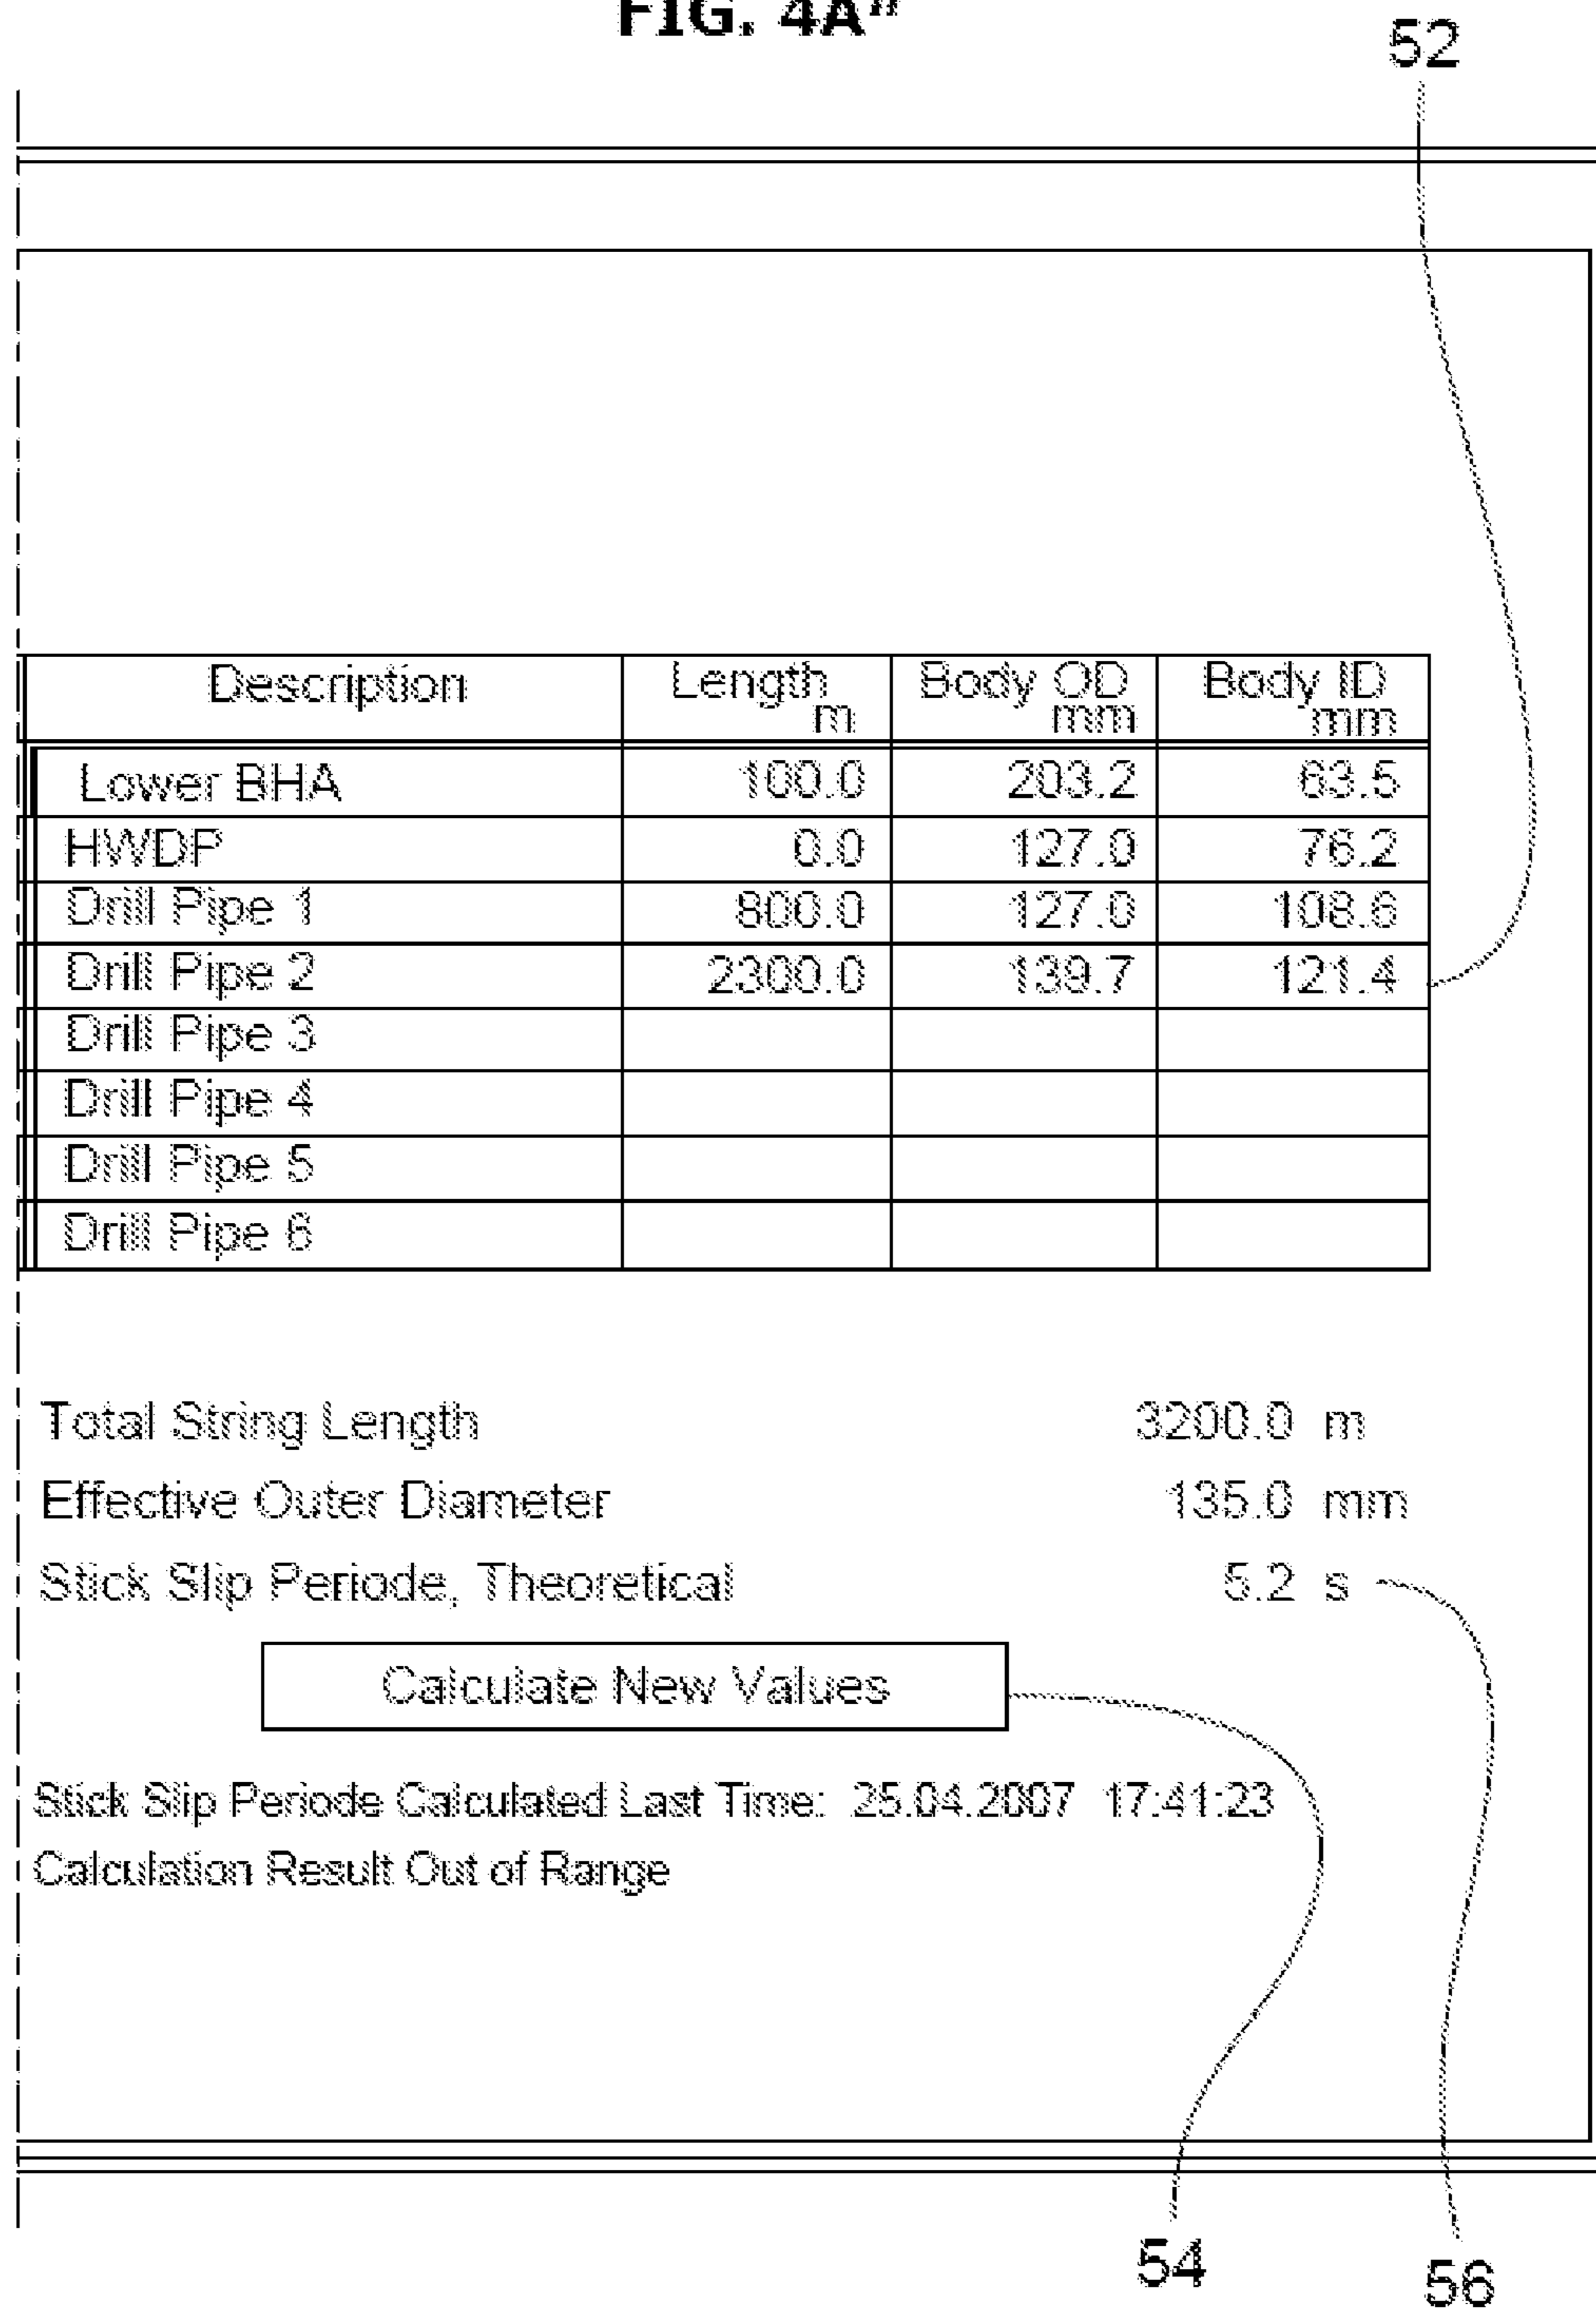 FIG. 4A"
52
Description Length m Body OD mm Body ID mm
Lower BHA 100.0 203.2 63.5
HWDP 0.0 127.0 76.2
Drill Pipe 1 800.0 127.0 108.6
Drill Pipe 2 2300.0 139.7 121.4
Drill Pipe 3
Drill Pipe 4
Drill Pipe 5
Drill Pipe 6
Total String Length 3200.0 m
Effective Outer Diameter 135.0 mm
Stick Slip Periode, Theoretical 5.2 s
Calculate New Values
Stick Slip Periode Calculated Last Time: 25.04.2007 17:41:23
Calculation Result Out of Range
54
56